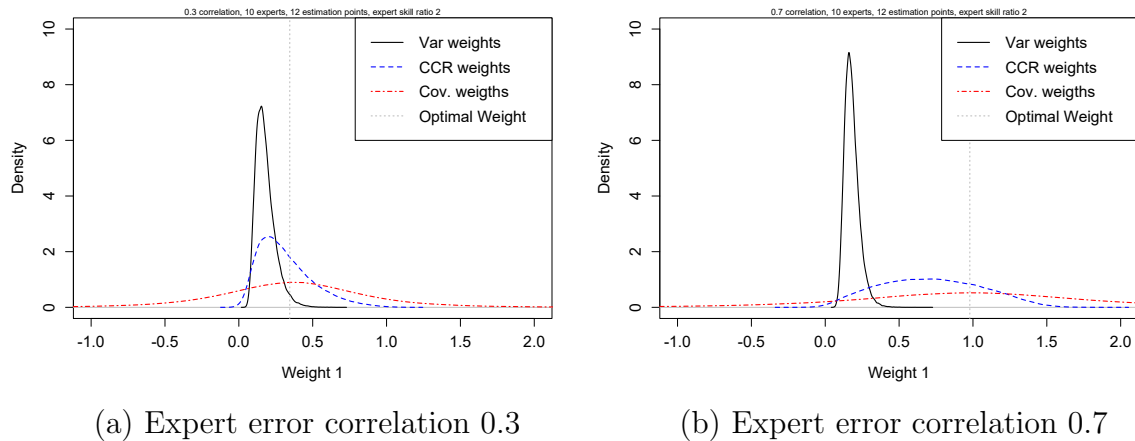 0.3 correlation, 10 experts, 12 estimation points, expert skill ratio 2
Density
0 2 4 6 8 10
Var weights
CCR weights
Cov. weigths
Optimal Weight
-1.0 -0.5 0.0 0.5 1.0 1.5 2.0
Weight 1
(a) Expert error correlation 0.3
0.7 correlation, 10 experts, 12 estimation points, expert skill ratio 2
Density
0 2 4 6 8 10
Var weights
CCR weights
Cov. weigths
Optimal Weight
-1.0 -0.5 0.0 0.5 1.0 1.5 2.0
Weight 1
(b) Expert error correlation 0.7